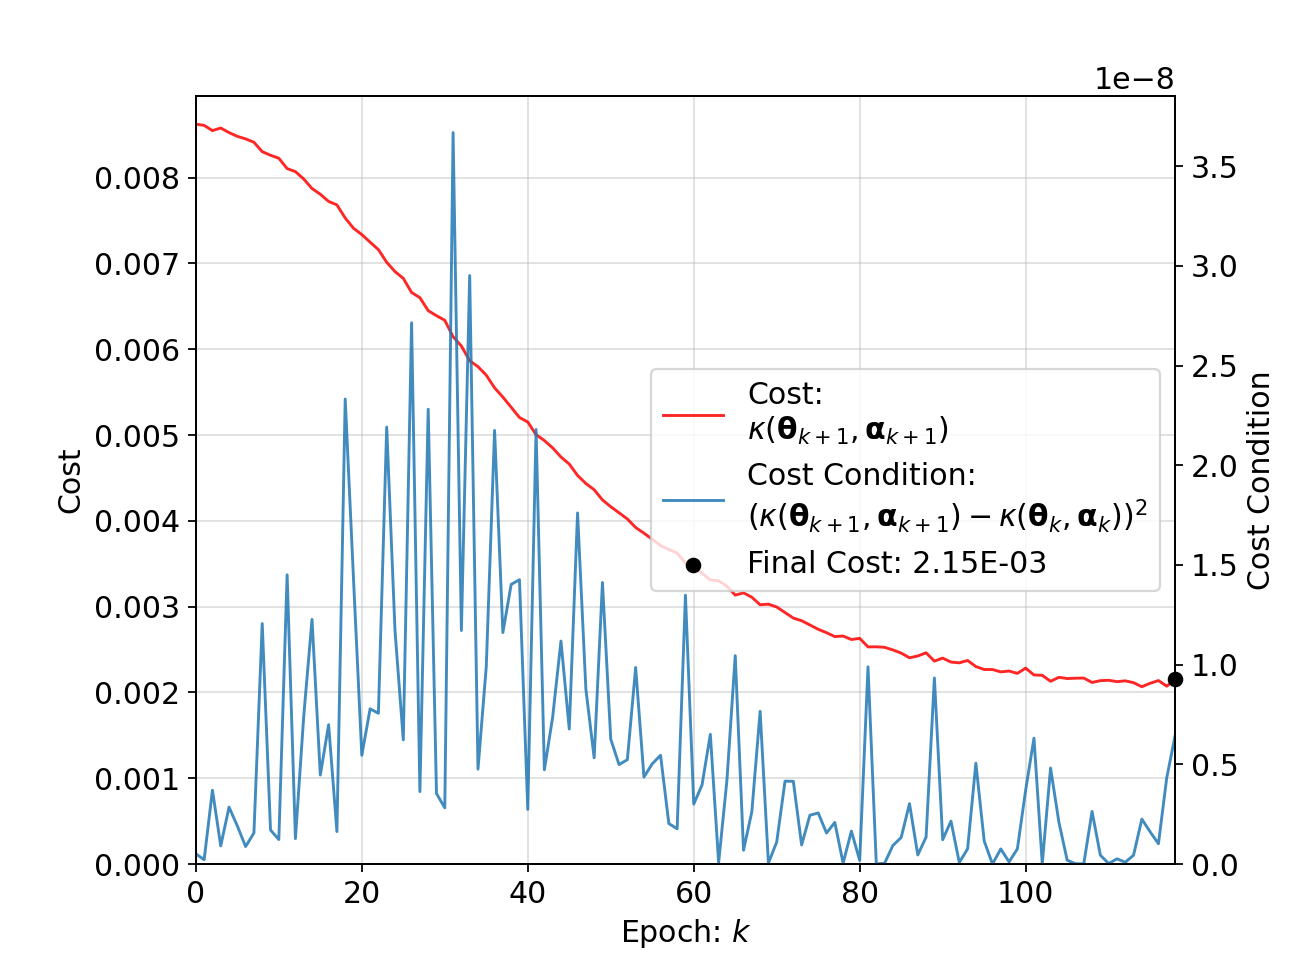 1e−8
0.008
0.007
0.006
0.005
0.004
0.003
0.002
0.001
0.000
Cost
3.5
3.0
2.5
2.0
1.5
1.0
0.5
0.0
Cost Condition
Cost:
κ(𝛉ₖ₊₁, 𝛂ₖ₊₁)
Cost Condition:
(κ(𝛉ₖ₊₁, 𝛂ₖ₊₁) − κ(𝛉ₖ, 𝛂ₖ))²
Final Cost: 2.15E-03
0 20 40 60 80 100
Epoch: k